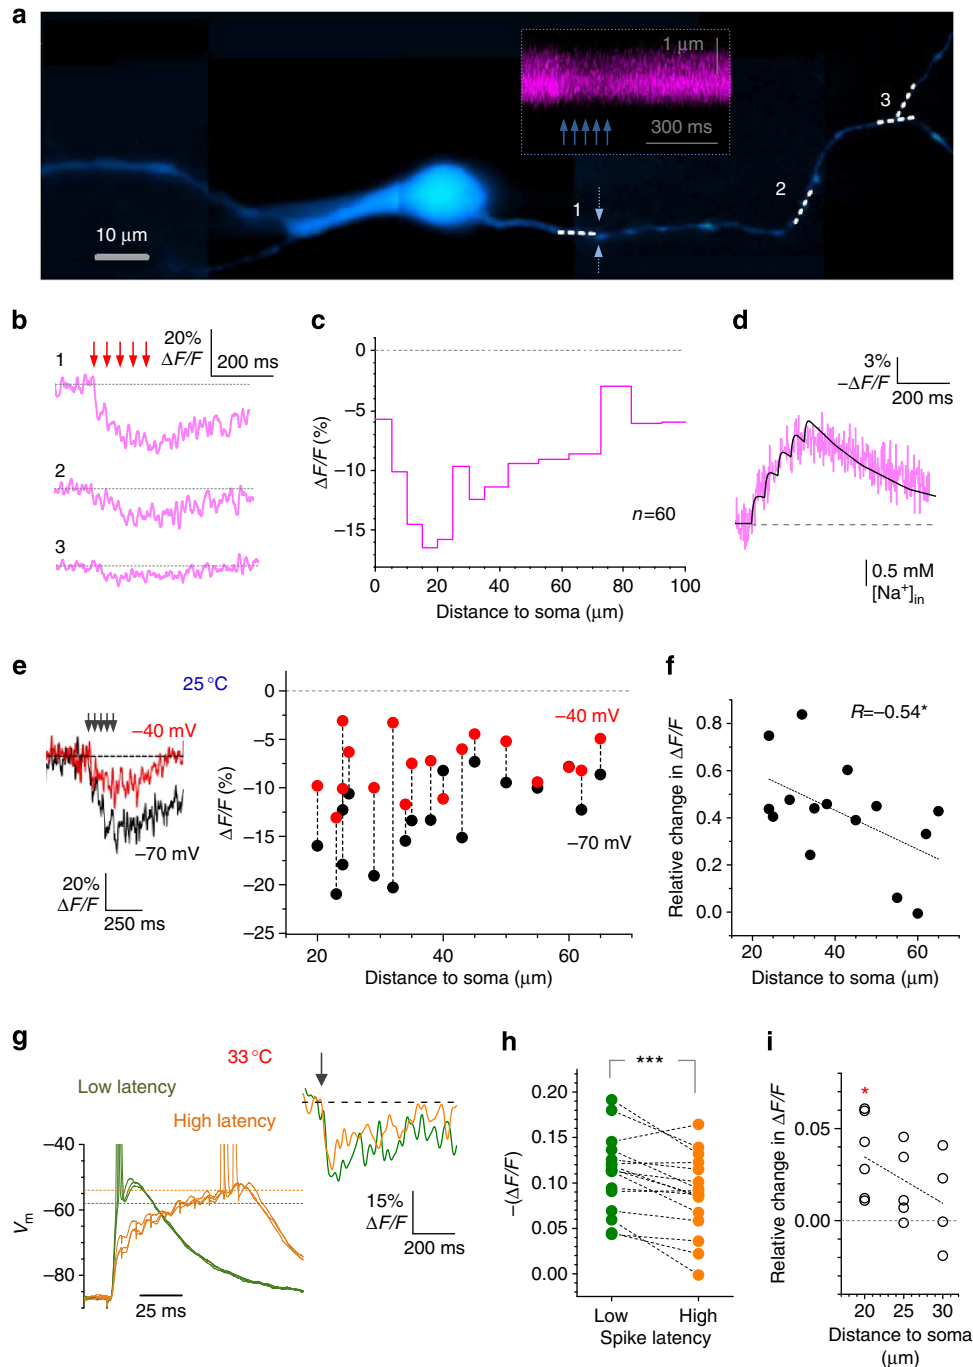 a
1 μm
300 ms
1
2
3
10 μm
b
20%
ΔF/F
200 ms
1
2
3
c
0
−5
−10
−15
ΔF/F (%)
n=60
0 20 40 60 80 100
Distance to soma (μm)
d
3%
−ΔF/F
200 ms
0.5 mM
[Na+]in
e
25 °C
−40 mV
−70 mV
20%
ΔF/F
250 ms
0
−5
−10
−15
−20
−25
ΔF/F (%)
−40 mV
−70 mV
20 30 40 50 60
Distance to soma (μm)
f
R=−0.54*
0.8
0.6
0.4
0.2
0.0
Relative change in ΔF/F
20 30 40 50 60
Distance to soma (μm)
g
33 °C
Low latency
High latency
−40
−60
−80
Vm
25 ms
15%
ΔF/F
200 ms
h
***
0.20
0.15
0.10
0.05
0.00
−(ΔF/F)
Low High
Spike latency
i
*
0.05
0.00
Relative change in ΔF/F
20 25 30
Distance to soma
(μm)